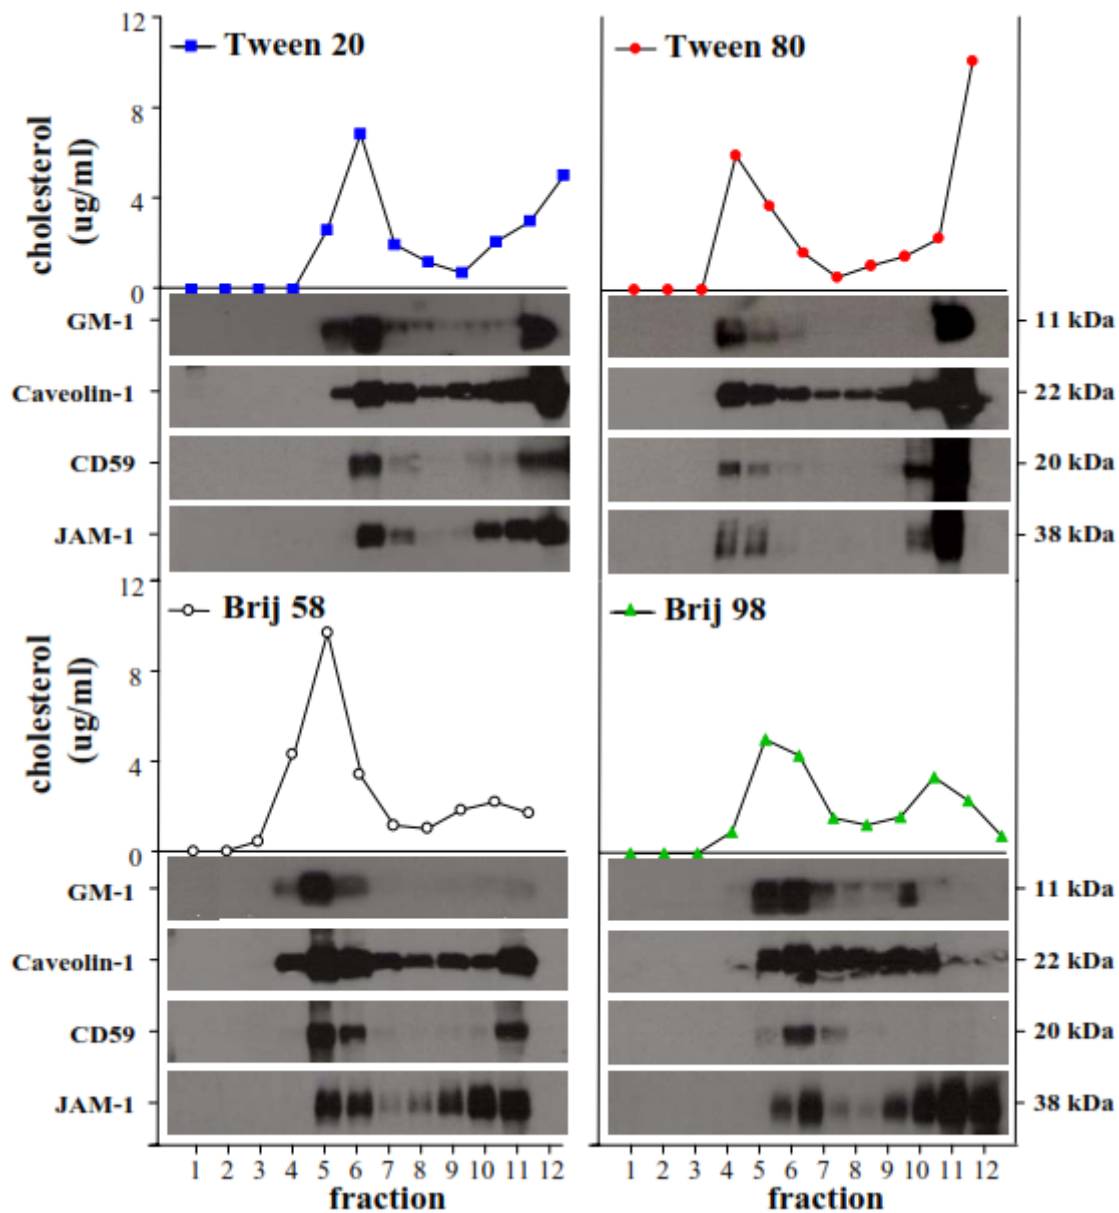 12
Tween 20
Tween 80
8
4
0
cholesterol
(ug/ml)
GM-1
11 kDa
Caveolin-1
22 kDa
CD59
20 kDa
JAM-1
38 kDa
12
Brij 58
Brij 98
8
4
0
cholesterol
(ug/ml)
GM-1
11 kDa
Caveolin-1
22 kDa
CD59
20 kDa
JAM-1
38 kDa
1 2 3 4 5 6 7 8 9 10 11 12
1 2 3 4 5 6 7 8 9 10 11 12
fraction
fraction